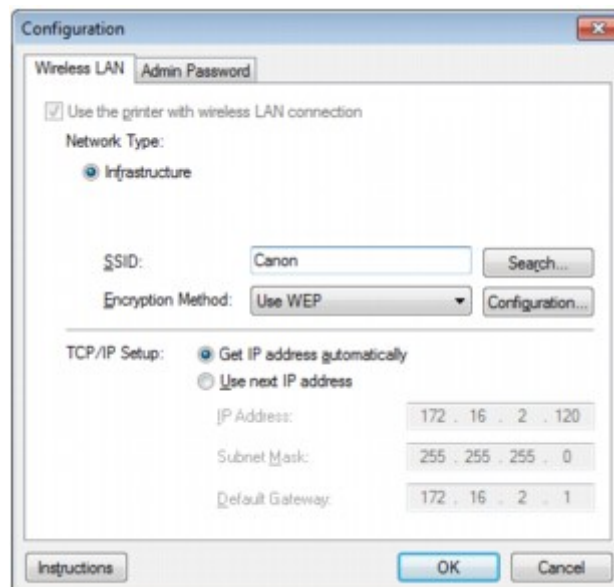 Configuration
Wireless LAN Admin Password
Use the printer with wireless LAN connection
Network Type:
Infrastructure
SSID: Canon Search...
Encryption Method: Use WEP Configuration...
TCP/IP Setup: Get IP address automatically
Use next IP address
IP Address: 172 . 16 . 2 . 120
Subnet Mask: 255 . 255 . 255 . 0
Default Gateway: 172 . 16 . 2 . 1
Instructions OK Cancel